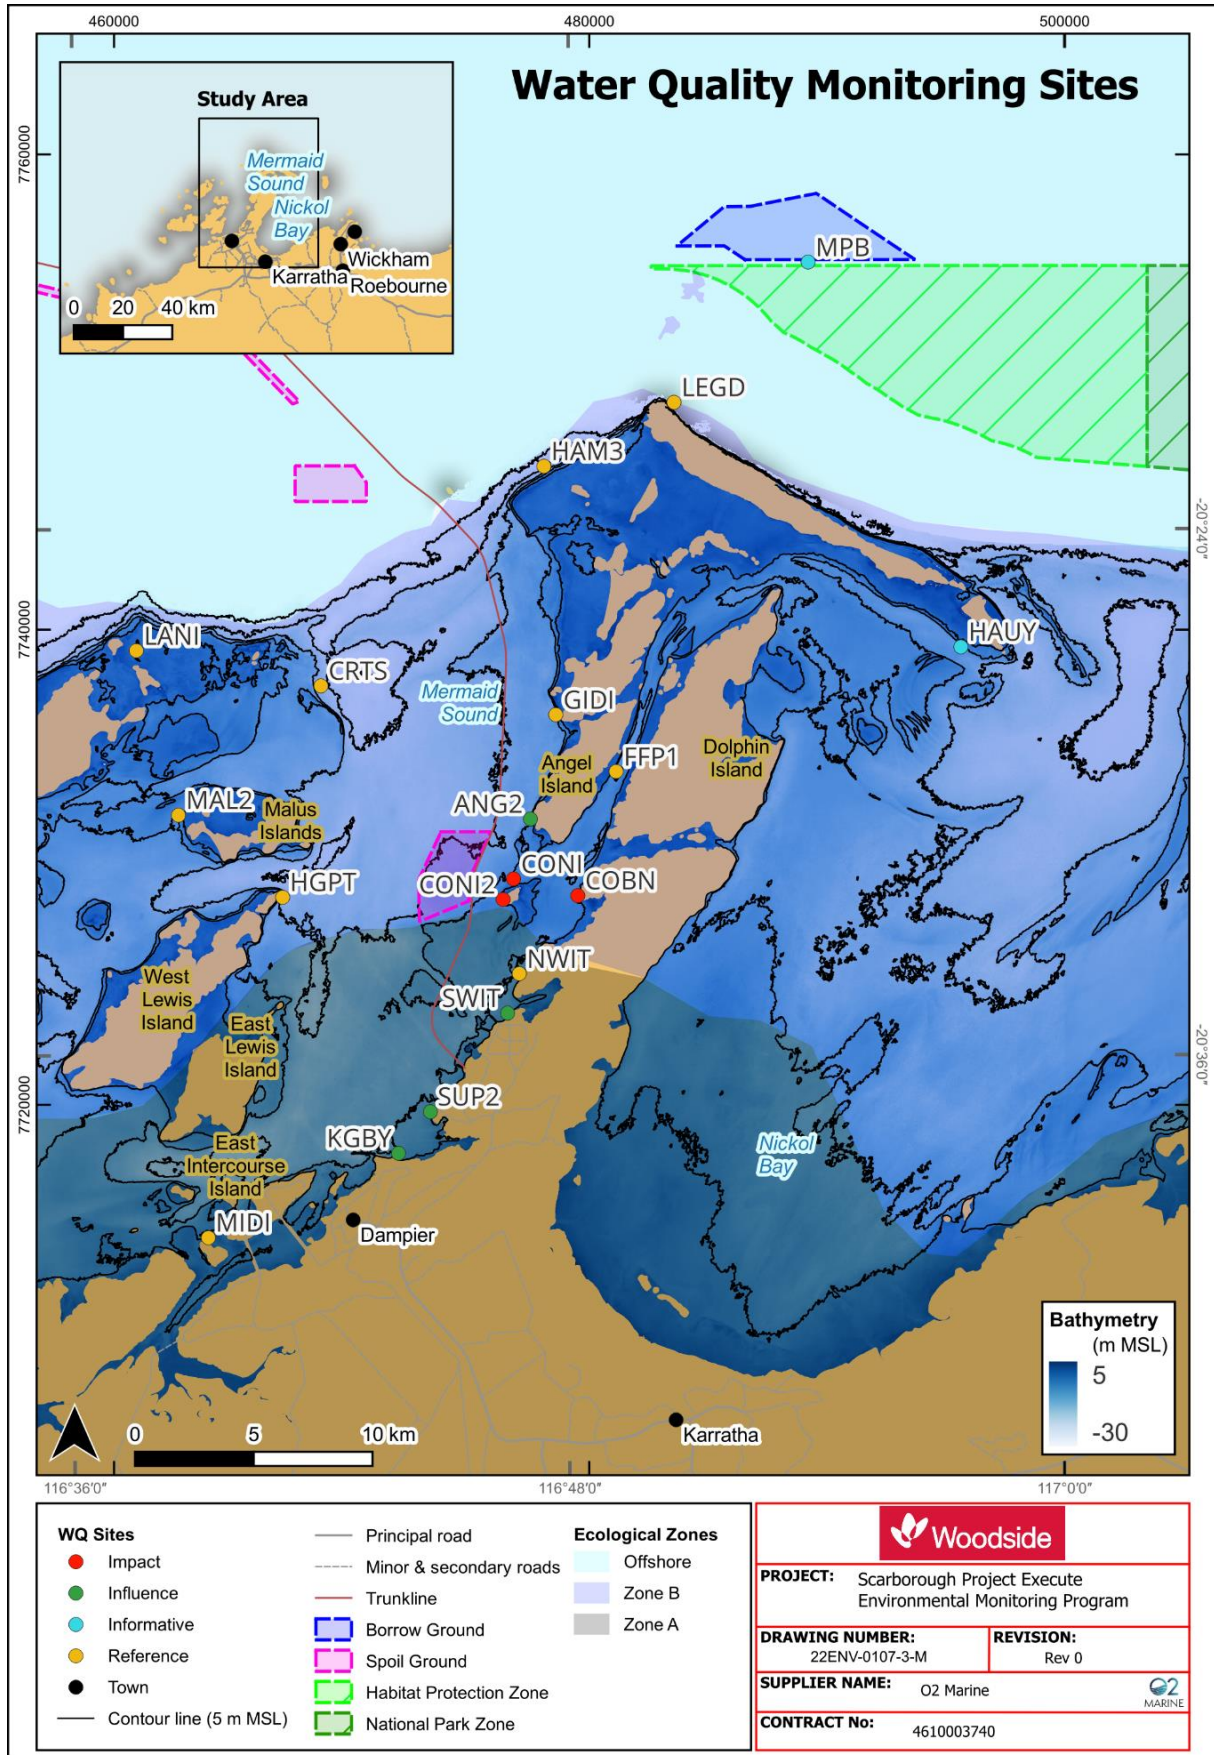 460000
480000
500000
Water Quality Monitoring Sites
Study Area
Mermaid
Sound
Nickol
Bay
Wickham
Karratha
Roebourne
0 20 40 km
7760000
7740000
7720000
-20°24'0"
-20°36'0"
MPB
LEGD
HAM3
LANI
CRTS
HAUY
Mermaid
Sound
GIDI
FFP1
Dolphin
Island
Angel
Island
MAL2
Malus
Islands
ANG2
CONI
CONI2
COBN
HGPT
NWIT
West
Lewis
Island
SWIT
East
Lewis
Island
SUP2
KGBY
East
Intercourse
Island
Nickol
Bay
MIDI
Dampier
Karratha
0 5 10 km
Bathymetry
(m MSL)
5
-30
116°36'0"
116°48'0"
117°0'0"
WQ Sites
Impact
Influence
Informative
Reference
Town
Contour line (5 m MSL)
Principal road
Minor & secondary roads
Trunkline
Borrow Ground
Spoil Ground
Habitat Protection Zone
National Park Zone
Ecological Zones
Offshore
Zone B
Zone A
Woodside
PROJECT: Scarborough Project Execute
Environmental Monitoring Program
DRAWING NUMBER:
22ENV-0107-3-M
REVISION:
Rev 0
SUPPLIER NAME: O2 Marine
O2
MARINE
CONTRACT No: 4610003740